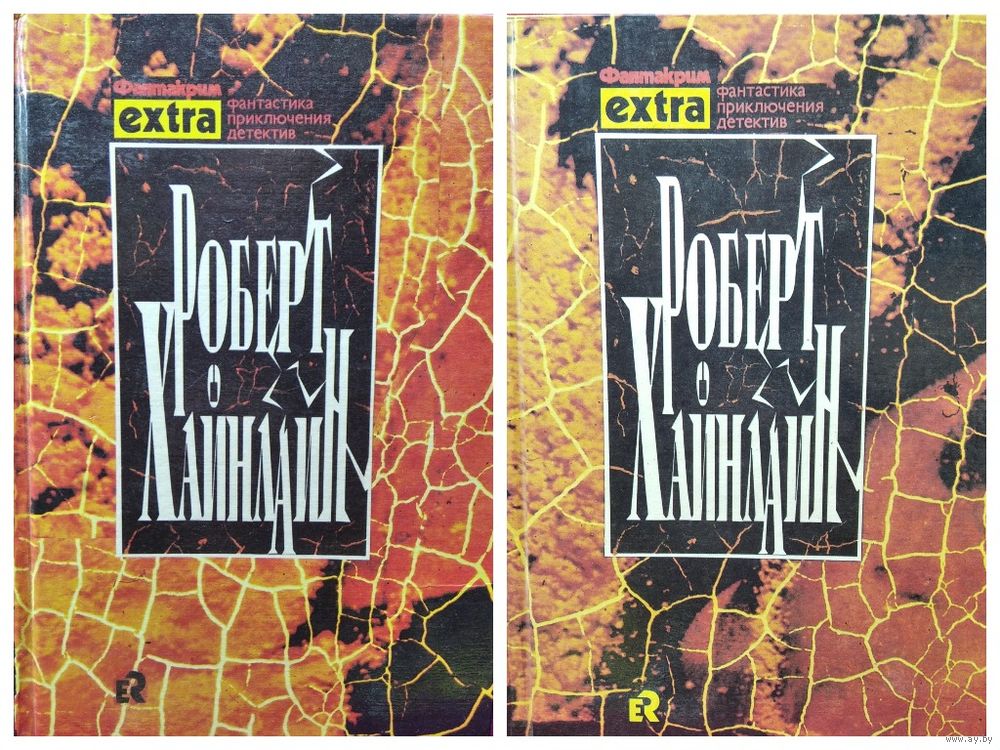 Фантакрим
extra
фантастика
приключения
детектив
РОБЕРТ
ХАЙНЛАЙН
ER
Фантакрим
extra
фантастика
приключения
детектив
РОБЕРТ
ХАЙНЛАЙН
ER
www.ay.by